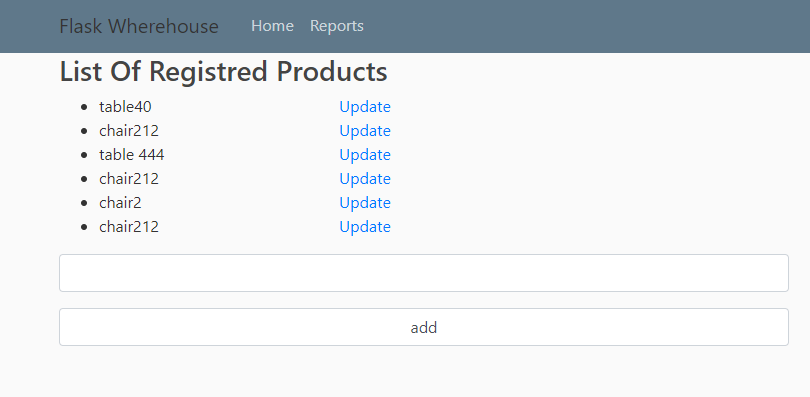 Flask Wherehouse Home Reports
List Of Registred Products
table40 Update
chair212 Update
table 444 Update
chair212 Update
chair2 Update
chair212 Update
add